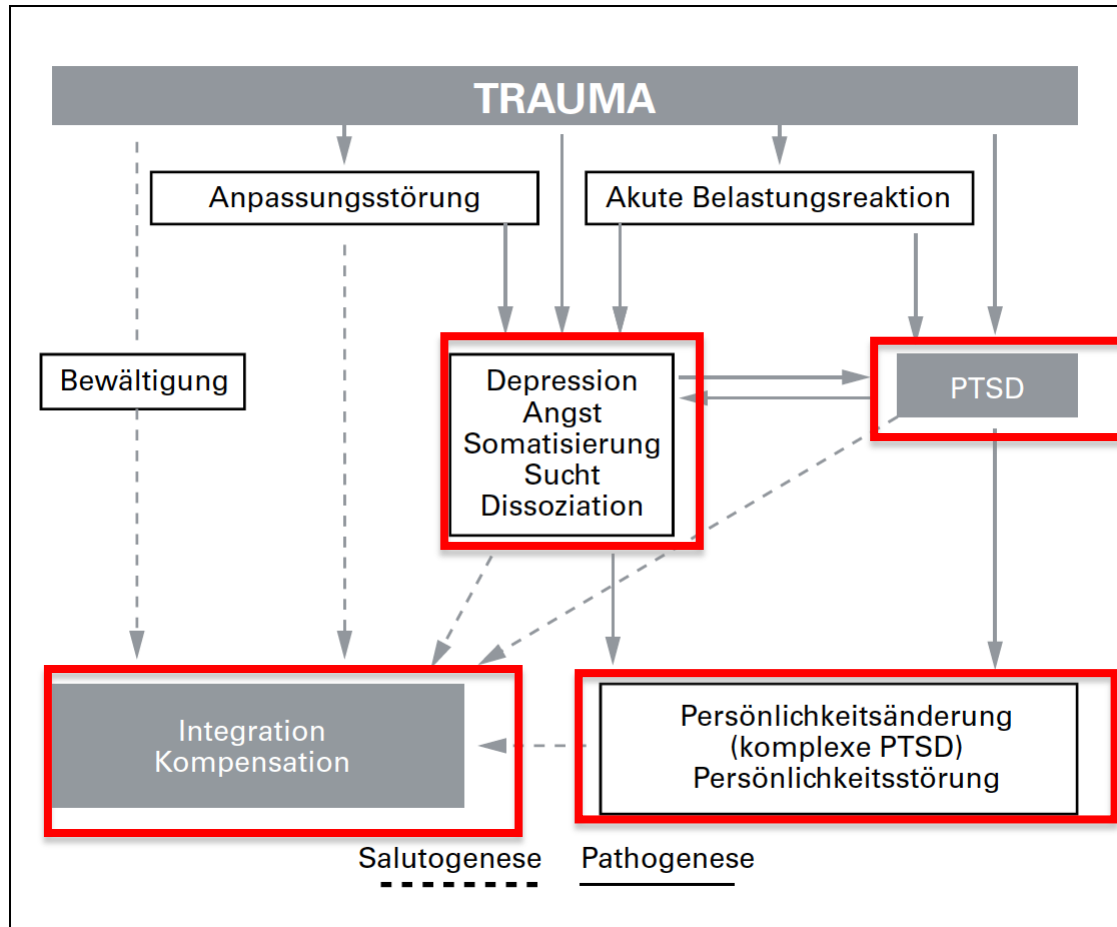 TRAUMA
Anpassungsstörung
Akute Belastungsreaktion
Bewältigung
Depression
Angst
Somatisierung
Sucht
Dissoziation
PTSD
Integration
Kompensation
Persönlichkeitsänderung
(komplexe PTSD)
Persönlichkeitsstörung
Salutogenese
Pathogenese